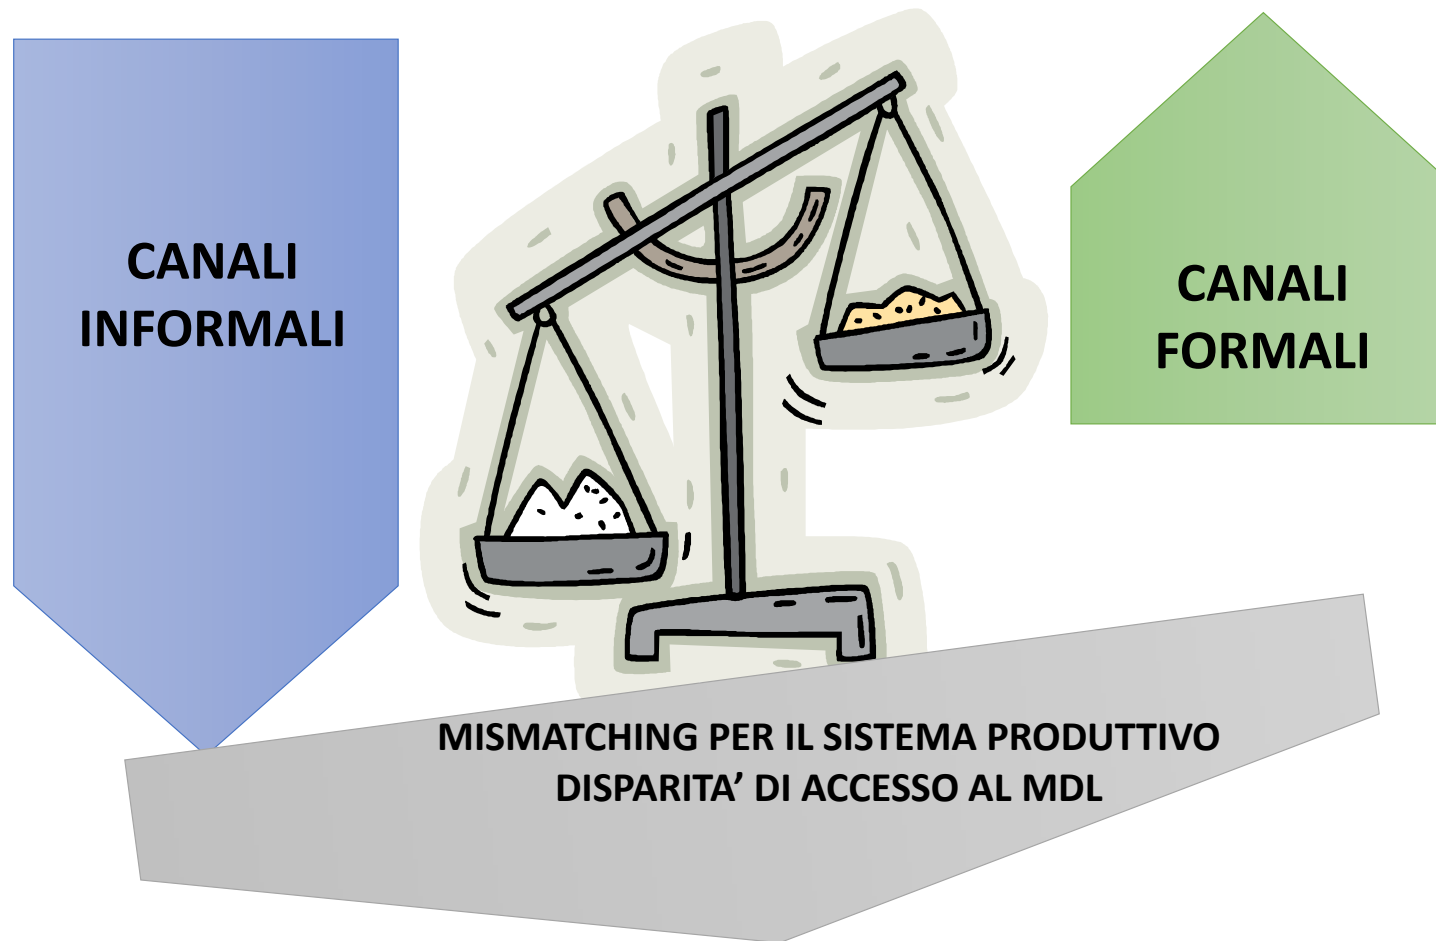 CANALI
INFORMALI
CANALI
FORMALI
MISMATCHING PER IL SISTEMA PRODUTTIVO
DISPARITA’ DI ACCESSO AL MDL